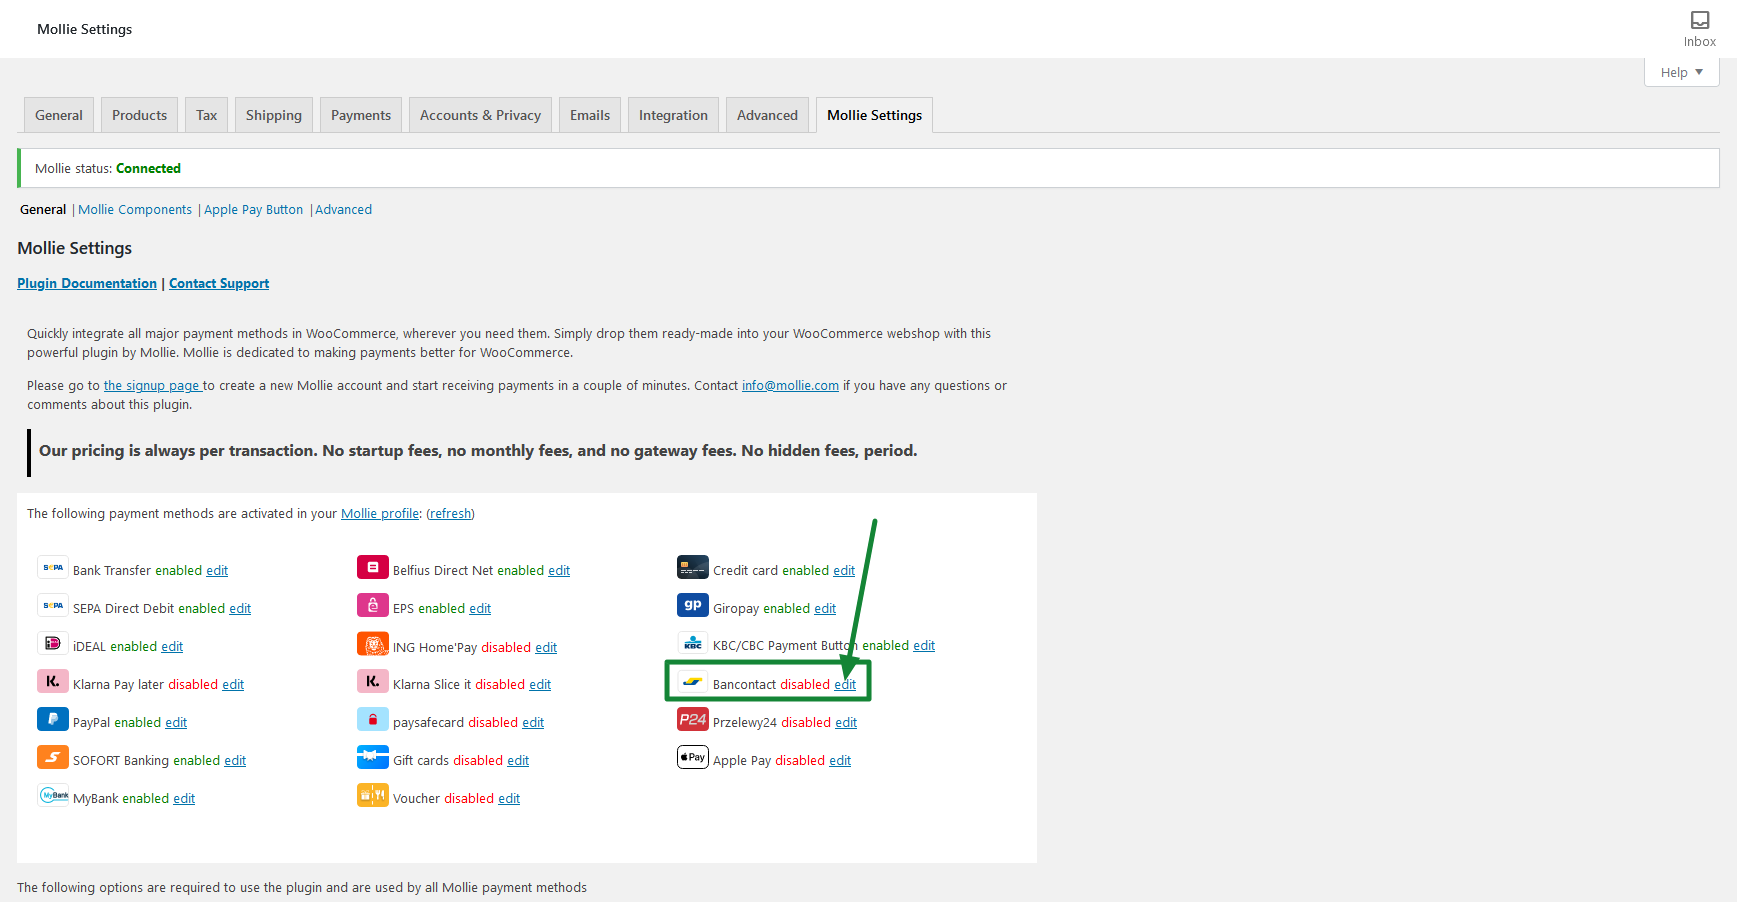 Mollie Settings
Inbox
Help ▼
General
Products
Tax
Shipping
Payments
Accounts & Privacy
Emails
Integration
Advanced
Mollie Settings
Mollie status: Connected
General | Mollie Components | Apple Pay Button | Advanced
Mollie Settings
Plugin Documentation | Contact Support
Quickly integrate all major payment methods in WooCommerce, wherever you need them. Simply drop them ready-made into your WooCommerce webshop with this
powerful plugin by Mollie. Mollie is dedicated to making payments better for WooCommerce.
Please go to the signup page to create a new Mollie account and start receiving payments in a couple of minutes. Contact info@mollie.com if you have any questions or
comments about this plugin.
Our pricing is always per transaction. No startup fees, no monthly fees, and no gateway fees. No hidden fees, period.
The following payment methods are activated in your Mollie profile: (refresh)
SEPA Bank Transfer enabled edit
Belfius Direct Net enabled edit
Credit card enabled edit
SEPA SEPA Direct Debit enabled edit
EPS enabled edit
gp Giropay enabled edit
iD iDEAL enabled edit
ING Home'Pay disabled edit
KBC KBC/CBC Payment Button enabled edit
K. Klarna Pay later disabled edit
K. Klarna Slice it disabled edit
Bancontact disabled edit
P PayPal enabled edit
paysafecard disabled edit
P24 Przelewy24 disabled edit
S SOFORT Banking enabled edit
Gift cards disabled edit
Pay Apple Pay disabled edit
MyBank MyBank enabled edit
Voucher disabled edit
The following options are required to use the plugin and are used by all Mollie payment methods